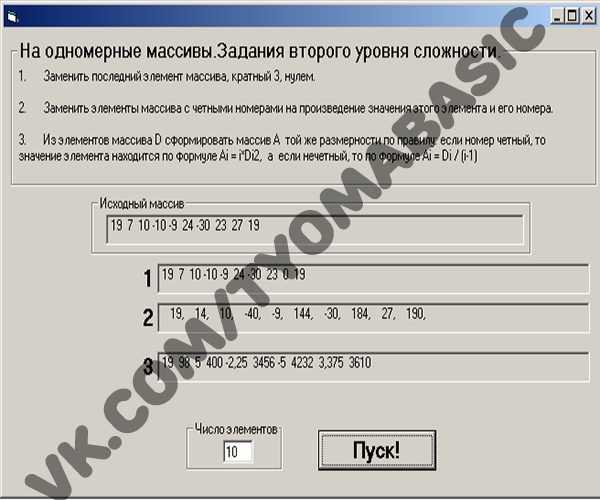 На одномерные массивы.Задания второго уровня сложности.
1. Заменить последний элемент массива, кратный 3, нулем.
2. Заменить элементы массива с четными номерами на произведение значения этого элемента и его номера.
3. Из элементов массива D сформировать массив A той же размерности по правилу: если номер четный, то
значение элемента находится по формуле Ai = i*Di2, а если нечетный, то по формуле Ai = Di / (i-1)
Исходный массив
19 7 10 -10 -9 24 -30 23 27 19
1 19 7 10 -10 -9 24 -30 23 0 19
2 19, 14, 10, -40, -9, 144, -30, 184, 27, 190,
3 19 98 5 400 -2,25 3456 -5 4232 3,375 3610
Число элементов
10
Пуск!
VK.COM/TYOMABASIC